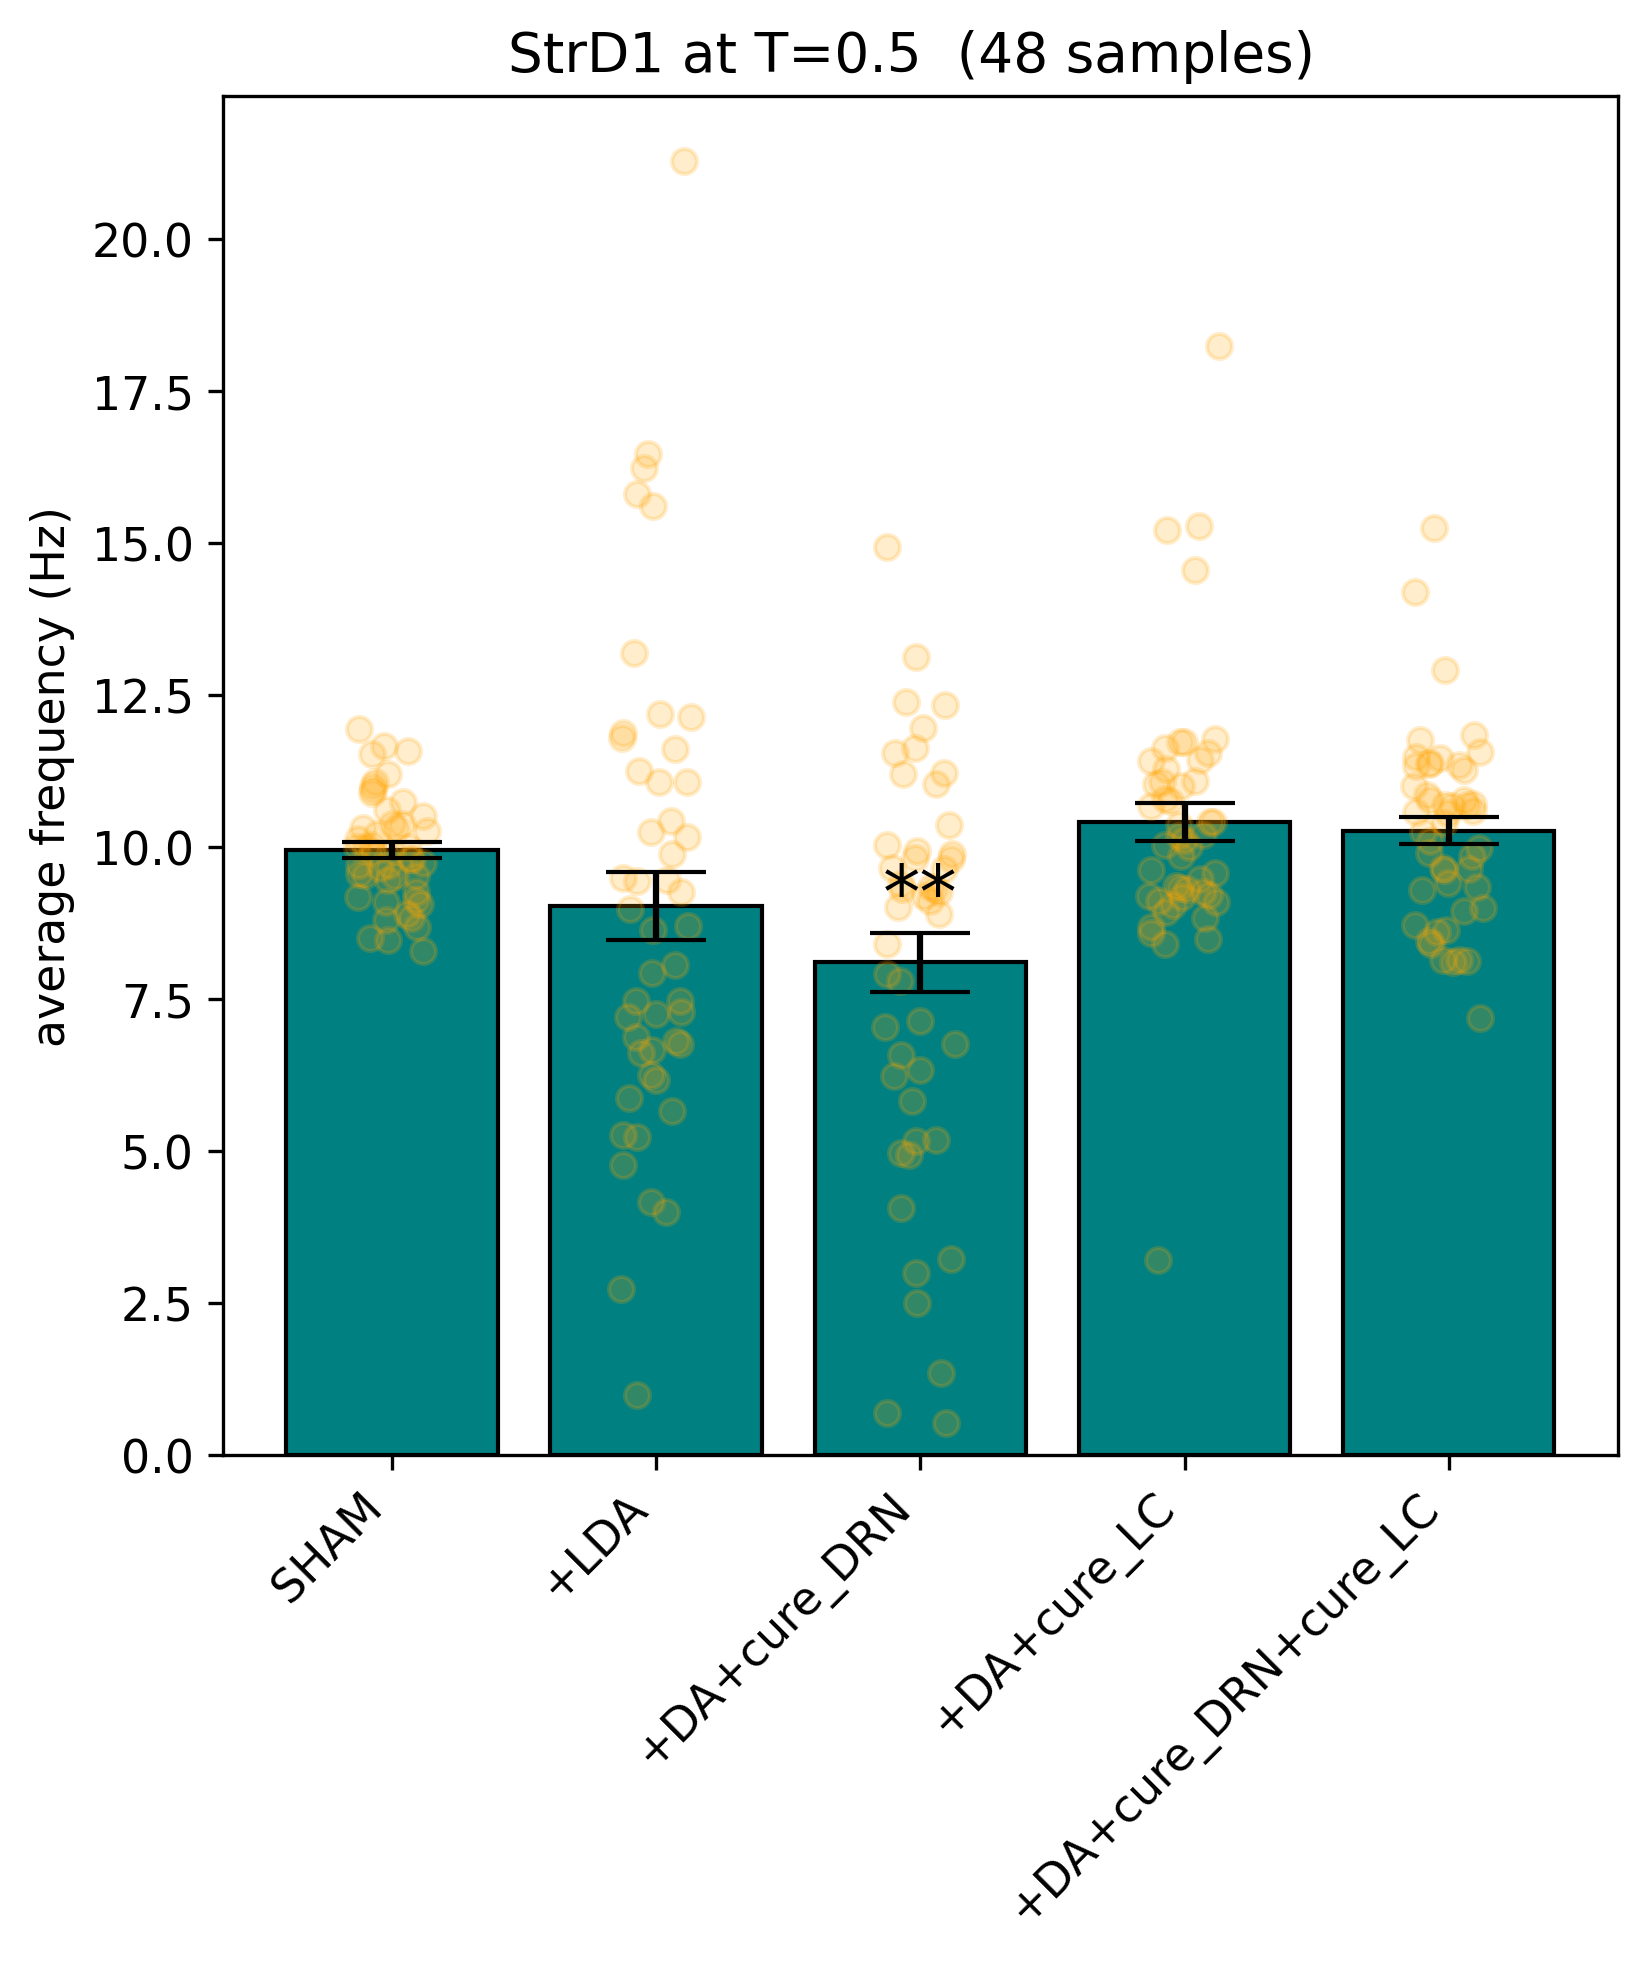 StrD1 at T=0.5  (48 samples)
average frequency (Hz)
20.0
17.5
15.0
12.5
10.0
7.5
5.0
2.5
0.0
**
SHAM
+LDA
+DA+cure_DRN
+DA+cure_LC
+DA+cure_DRN+cure_LC